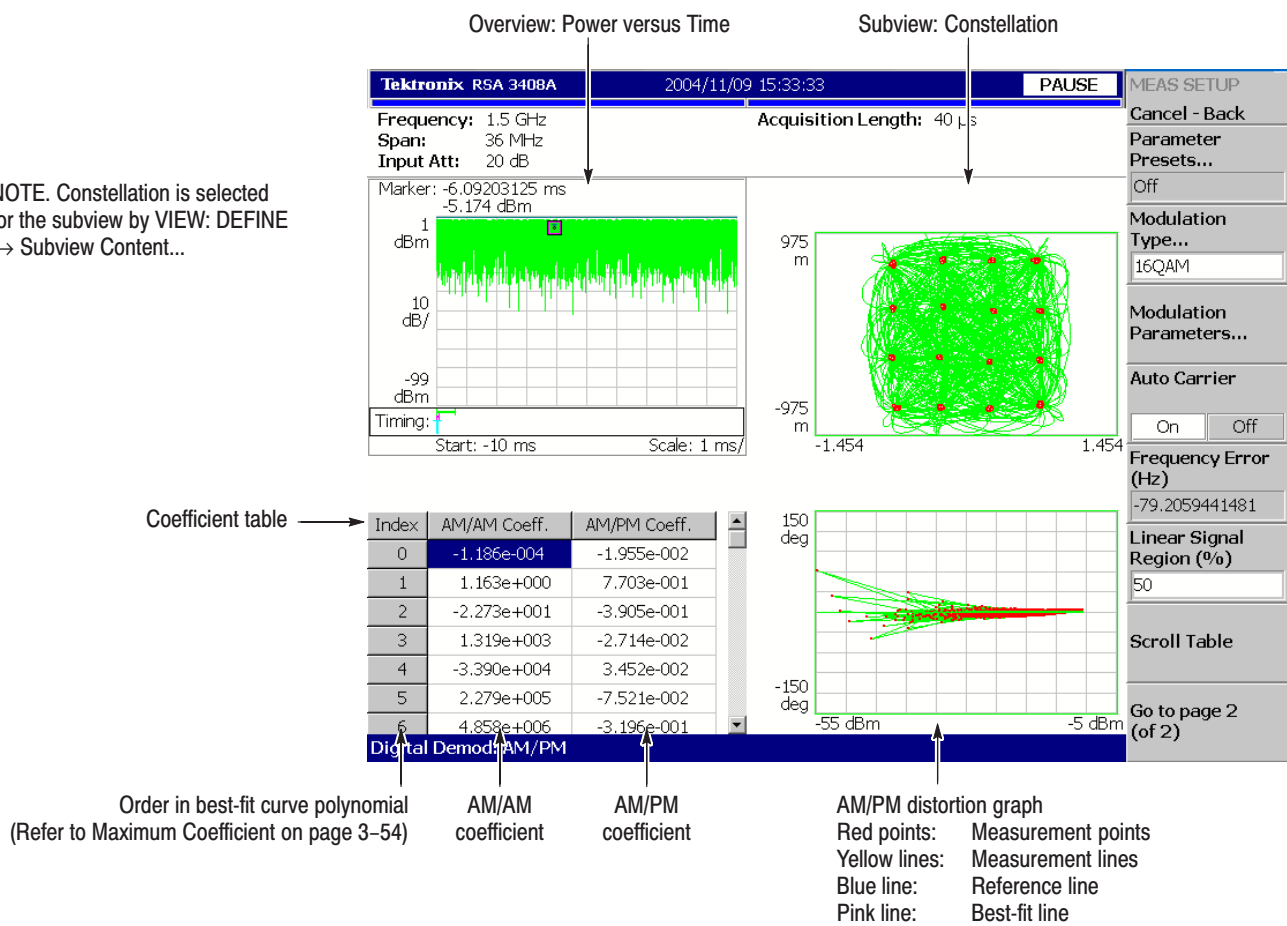 Overview: Power versus Time
Subview: Constellation
Tektronix RSA 3408A
2004/11/09 15:33:33
PAUSE
Frequency: 1.5 GHz
Span: 36 MHz
Input Att: 20 dB
Acquisition Length: 40 µs
NOTE. Constellation is selected
or the subview by VIEW: DEFINE
→ Subview Content...
Marker: -6.09203125 ms
-5.174 dBm
1
dBm
10
dB/
-99
dBm
Timing:
Start: -10 ms
Scale: 1 ms/
975
m
-975
m
-1.454
1.454
MEAS SETUP
Cancel - Back
Parameter
Presets...
Off
Modulation
Type...
16QAM
Modulation
Parameters...
Auto Carrier
On
Off
Frequency Error
(Hz)
-79.2059441481
Linear Signal
Region (%)
50
Scroll Table
Go to page 2
(of 2)
Coefficient table
Index AM/AM Coeff. AM/PM Coeff.
0 -1.186e-004 -1.955e-002
1 1.163e+000 7.703e-001
2 -2.273e+001 -3.905e-001
3 1.319e+003 -2.714e-002
4 -3.390e+004 3.452e-002
5 2.279e+005 -7.521e-002
6 4.858e+006 -3.196e-001
150
deg
-150
deg
-55 dBm
-5 dBm
Digital Demod: AM/PM
Order in best-fit curve polynomial
(Refer to Maximum Coefficient on page 3–54)
AM/AM
coefficient
AM/PM
coefficient
AM/PM distortion graph
Red points: Measurement points
Yellow lines: Measurement lines
Blue line: Reference line
Pink line: Best-fit line